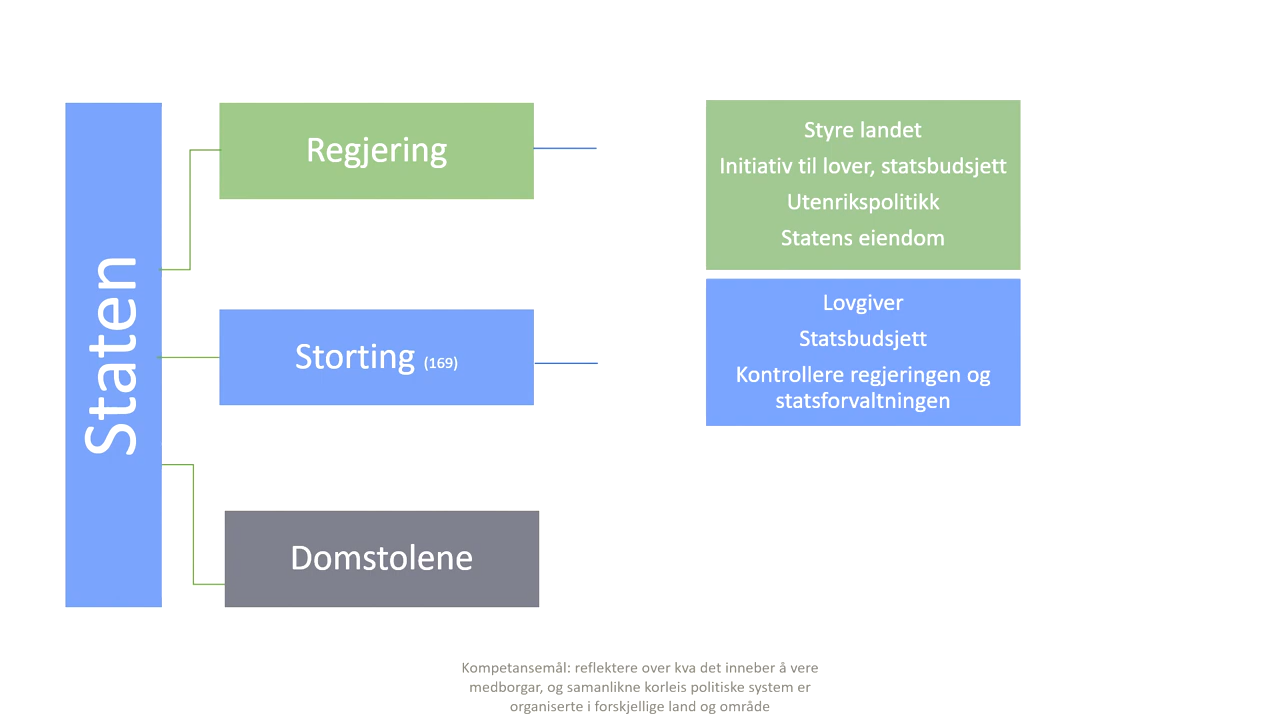 Staten
Regjering
Styre landet
Initiativ til lover, statsbudsjett
Utenrikspolitikk
Statens eiendom
Storting (169)
Lovgiver
Statsbudsjett
Kontrollere regjeringen og
statsforvaltningen
Domstolene
Kompetansemål: reflektere over kva det inneber å vere
medborgar, og samanlikne korleis politiske system er
organiserte i forskjellige land og område